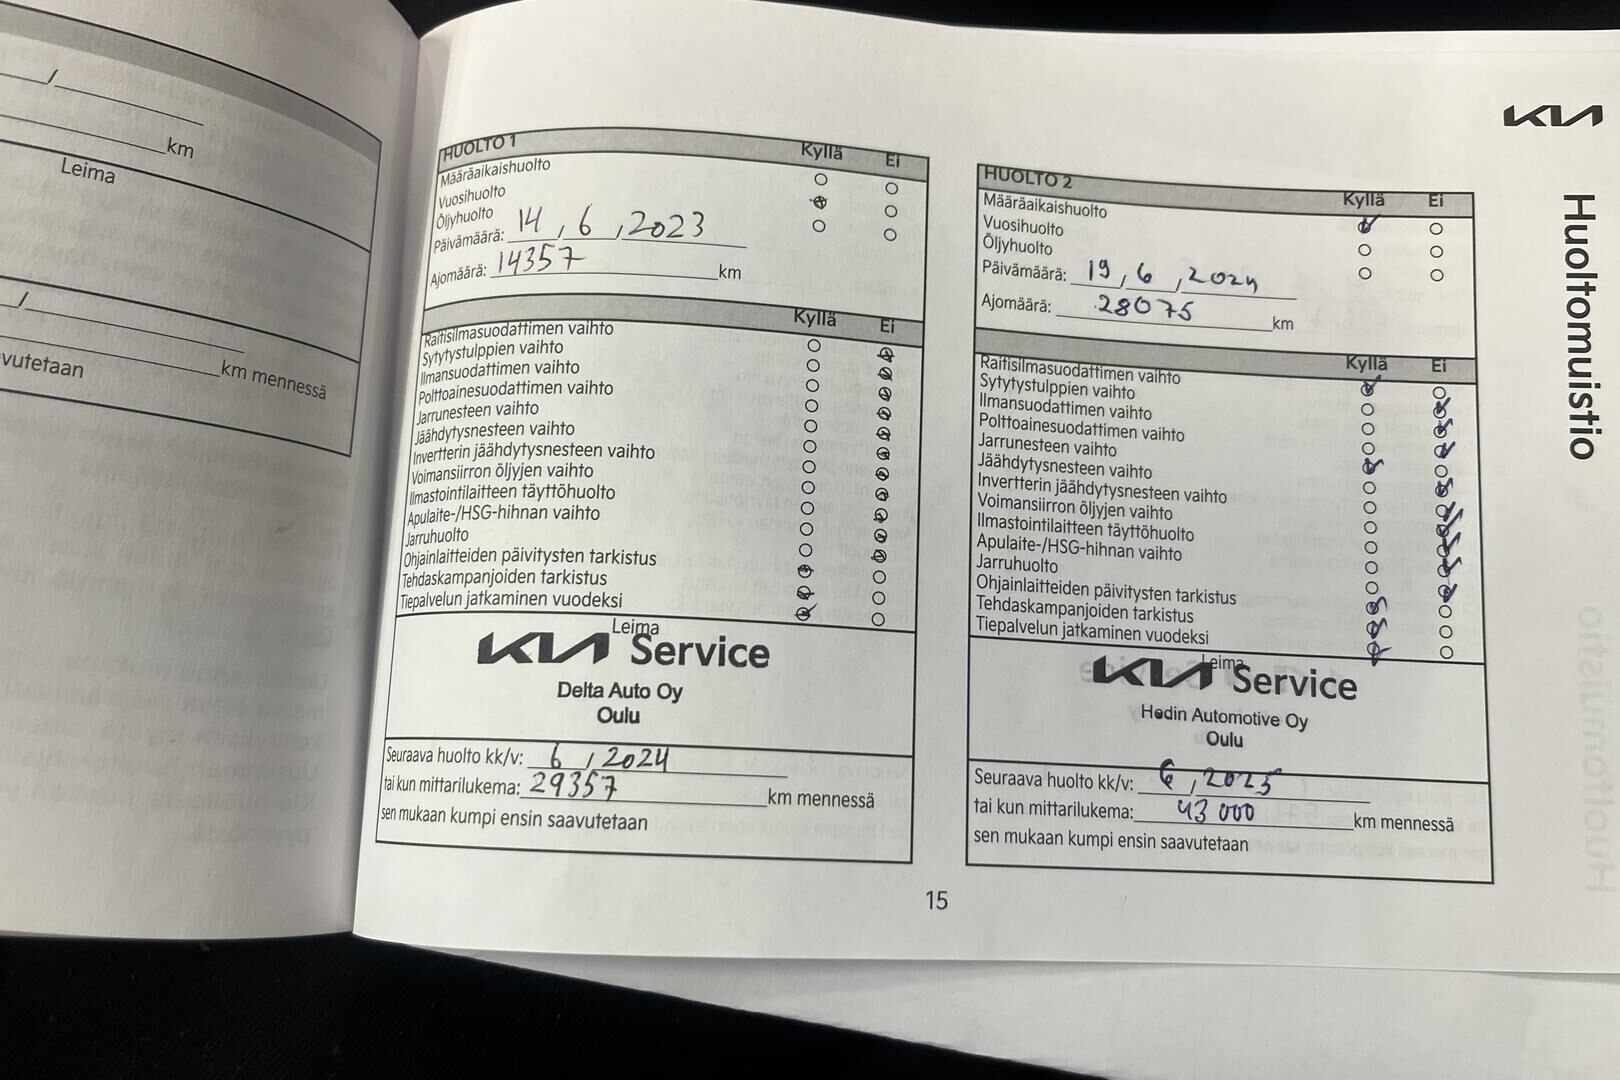 /
km
Leima
/
km mennessä
vutetaan
KIA
Huoltomuistio
HUOLTO 1 Kyllä Ei
Määräaikaishuolto
Vuosihuolto
Öljyhuolto
Päivämäärä: 14 / 6 / 2023
Ajomäärä: 14357 km
Kyllä Ei
Raitisilmasuodattimen vaihto
Sytytystulppien vaihto
Ilmansuodattimen vaihto
Polttoainesuodattimen vaihto
Jarrunesteen vaihto
Jäähdytysnesteen vaihto
Invertterin jäähdytysnesteen vaihto
Voimansiirron öljyjen vaihto
Ilmastointilaitteen täyttöhuolto
Apulaite-/HSG-hihnan vaihto
Jarruhuolto
Ohjainlaitteiden päivitysten tarkistus
Tehdaskampanjoiden tarkistus
Tiepalvelun jatkaminen vuodeksi
Leima
KIA Service
Delta Auto Oy
Oulu
Seuraava huolto kk/v: 6 / 2024
tai kun mittarilukema: 29357 km mennessä
sen mukaan kumpi ensin saavutetaan
HUOLTO 2 Kyllä Ei
Määräaikaishuolto
Vuosihuolto
Öljyhuolto
Päivämäärä: 19 / 6 / 2024
Ajomäärä: 28075 km
Kyllä Ei
Raitisilmasuodattimen vaihto
Sytytystulppien vaihto
Ilmansuodattimen vaihto
Polttoainesuodattimen vaihto
Jarrunesteen vaihto
Jäähdytysnesteen vaihto
Invertterin jäähdytysnesteen vaihto
Voimansiirron öljyjen vaihto
Ilmastointilaitteen täyttöhuolto
Apulaite-/HSG-hihnan vaihto
Jarruhuolto
Ohjainlaitteiden päivitysten tarkistus
Tehdaskampanjoiden tarkistus
Tiepalvelun jatkaminen vuodeksi
Leima
KIA Service
Hedin Automotive Oy
Oulu
Seuraava huolto kk/v: 6 / 2025
tai kun mittarilukema: 43 000 km mennessä
sen mukaan kumpi ensin saavutetaan
15